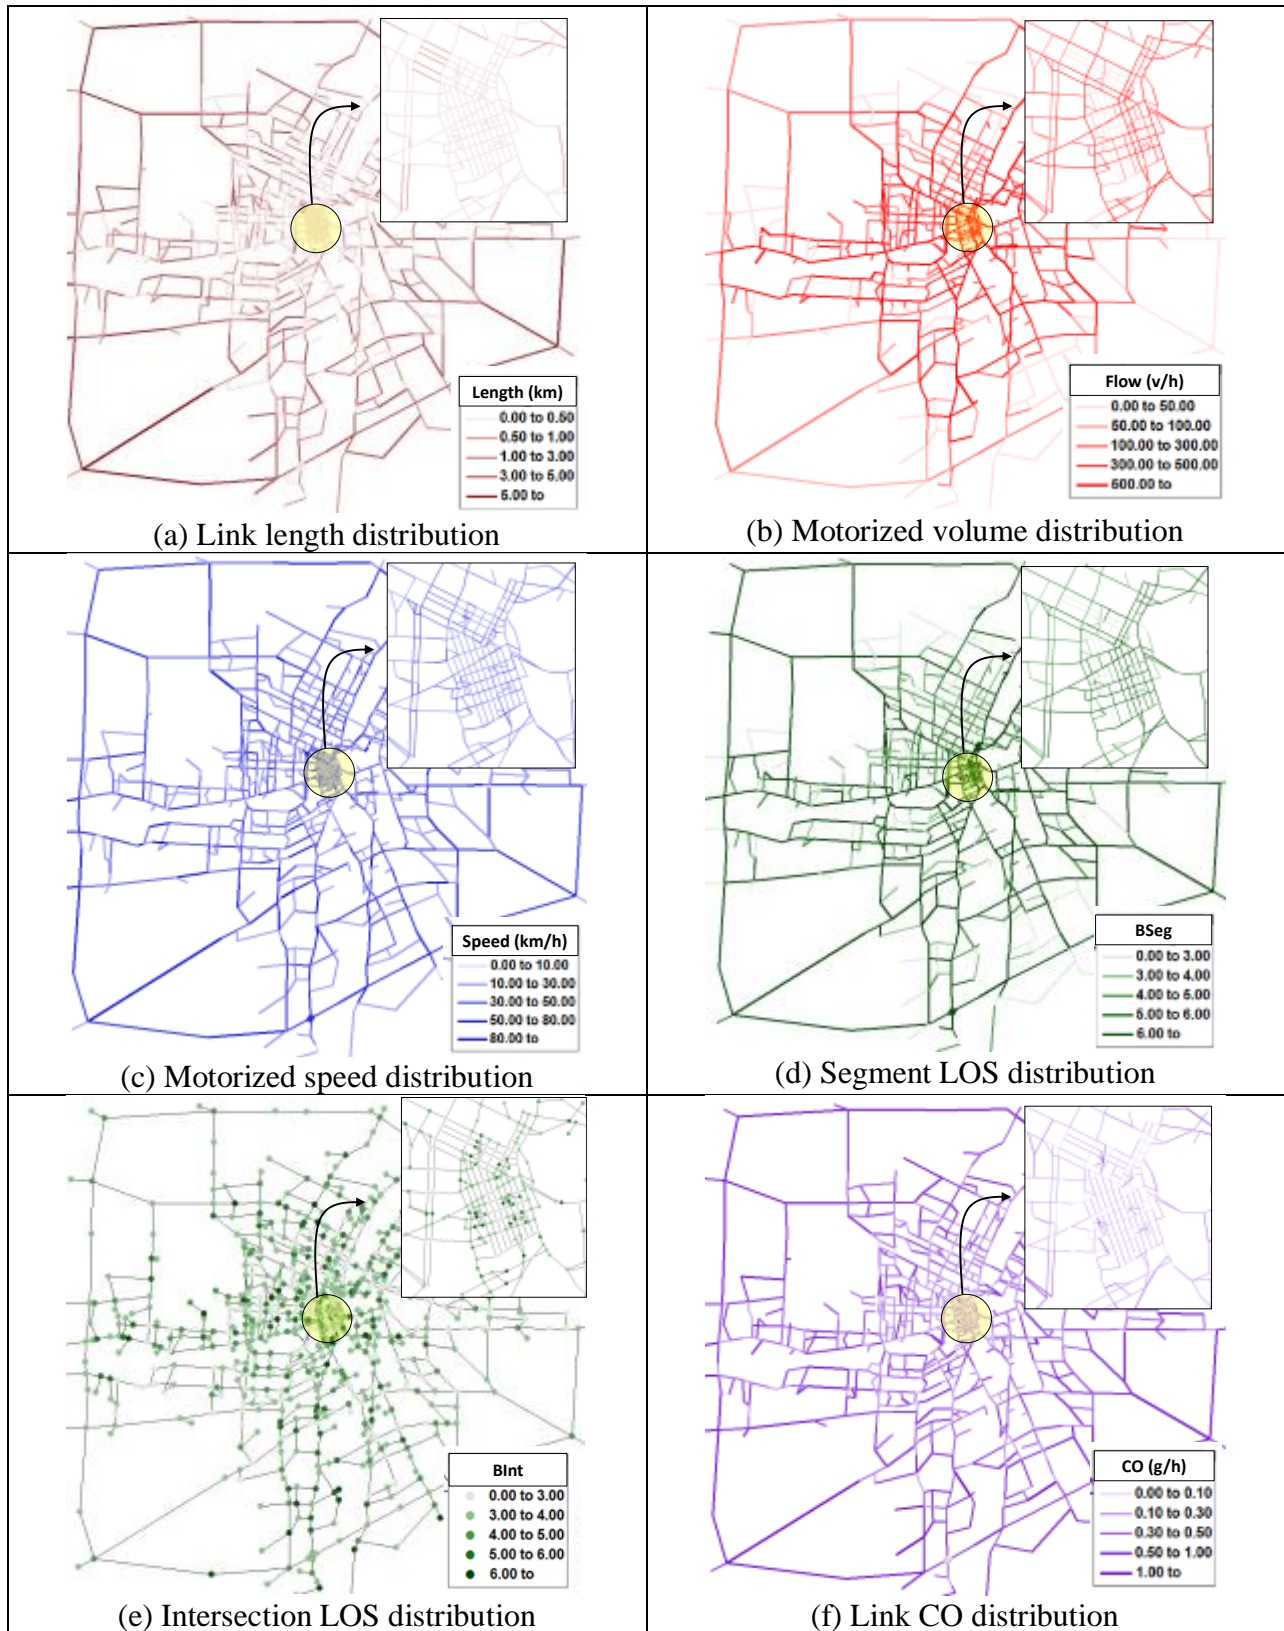 Length (km)
0.00 to 0.50
0.50 to 1.00
1.00 to 3.00
3.00 to 5.00
5.00 to
(a) Link length distribution
Flow (v/h)
0.00 to 50.00
50.00 to 100.00
100.00 to 300.00
300.00 to 500.00
500.00 to
(b) Motorized volume distribution
Speed (km/h)
0.00 to 10.00
10.00 to 30.00
30.00 to 50.00
50.00 to 80.00
80.00 to
(c) Motorized speed distribution
BSeg
0.00 to 3.00
3.00 to 4.00
4.00 to 5.00
5.00 to 6.00
6.00 to
(d) Segment LOS distribution
BInt
0.00 to 3.00
3.00 to 4.00
4.00 to 5.00
5.00 to 6.00
6.00 to
(e) Intersection LOS distribution
CO (g/h)
0.00 to 0.10
0.10 to 0.30
0.30 to 0.50
0.50 to 1.00
1.00 to
(f) Link CO distribution